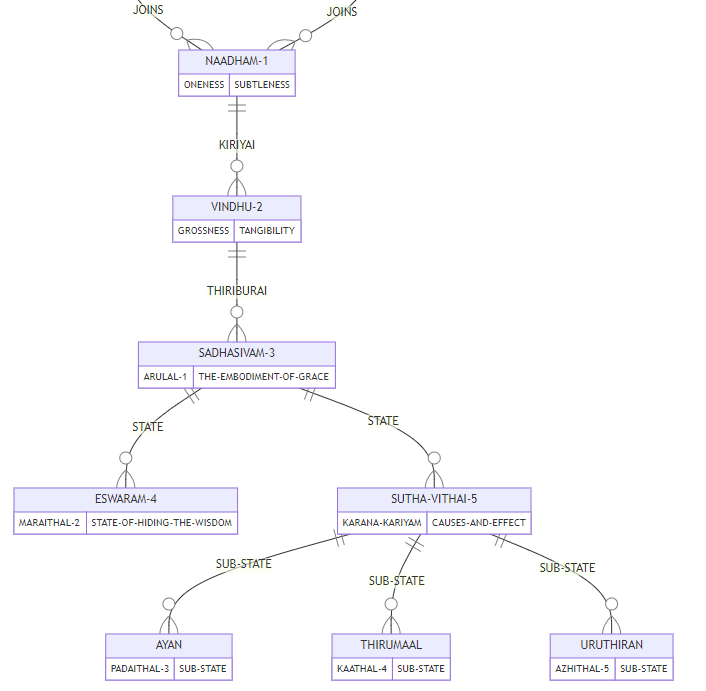 JOINS
JOINS
NAADHAM-1
ONENESS SUBTLENESS
KIRIYAI
VINDHU-2
GROSSNESS TANGIBILITY
THIRIBURAI
SADHASIVAM-3
ARULAL-1 THE-EMBODIMENT-OF-GRACE
STATE
STATE
ESWARAM-4
MARAITHAL-2 STATE-OF-HIDING-THE-WISDOM
SUTHA-VITHAI-5
KARANA-KARIYAM CAUSES-AND-EFFECT
SUB-STATE
SUB-STATE
SUB-STATE
AYAN
PADAITHAL-3 SUB-STATE
THIRUMAAL
KAATHAL-4 SUB-STATE
URUTHIRAN
AZHITHAL-5 SUB-STATE